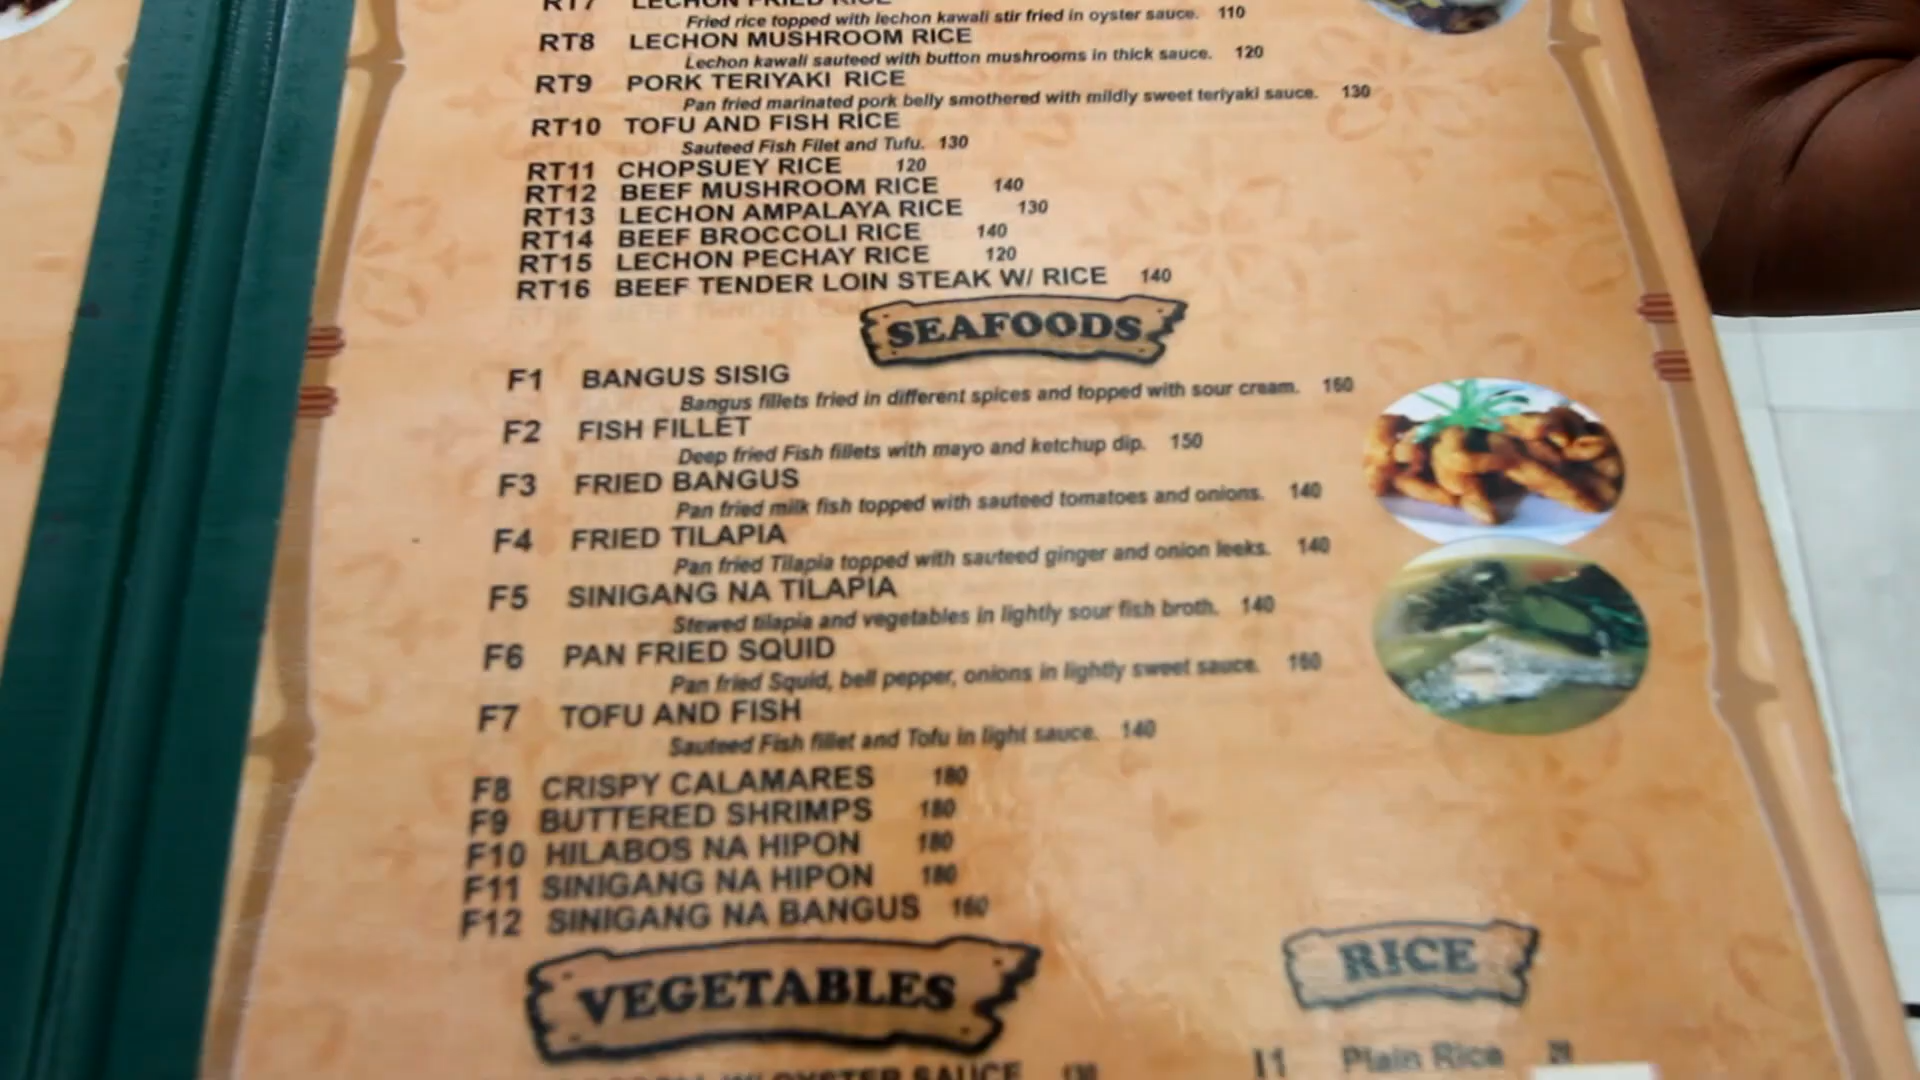 RT7 LECHON FRIED RICE
Fried rice topped with lechon kawali stir fried in oyster sauce. 110
RT8 LECHON MUSHROOM RICE
Lechon kawali sauteed with button mushrooms in thick sauce. 120
RT9 PORK TERIYAKI RICE
Pan fried marinated pork belly smothered with mildly sweet teriyaki sauce. 130
RT10 TOFU AND FISH RICE
Sauteed Fish Filet and Tufu. 130
RT11 CHOPSUEY RICE 120
RT12 BEEF MUSHROOM RICE 140
RT13 LECHON AMPALAYA RICE 130
RT14 BEEF BROCCOLI RICE 140
RT15 LECHON PECHAY RICE 120
RT16 BEEF TENDER LOIN STEAK W/ RICE 140
SEAFOODS
F1 BANGUS SISIG
Bangus fillets fried in different spices and topped with sour cream. 160
F2 FISH FILLET
Deep fried Fish fillets with mayo and ketchup dip. 150
F3 FRIED BANGUS
Pan fried milk fish topped with sauteed tomatoes and onions. 140
F4 FRIED TILAPIA
Pan fried Tilapia topped with sauteed ginger and onion leeks. 140
F5 SINIGANG NA TILAPIA
Stewed tilapia and vegetables in lightly sour fish broth. 140
F6 PAN FRIED SQUID
Pan fried Squid, bell pepper, onions in lightly sweet sauce. 160
F7 TOFU AND FISH
Sauteed Fish fillet and Tofu in light sauce. 140
F8 CRISPY CALAMARES 180
F9 BUTTERED SHRIMPS 180
F10 HILABOS NA HIPON 180
F11 SINIGANG NA HIPON 180
F12 SINIGANG NA BANGUS 160
VEGETABLES
RICE
OYSTER SAUCE 130
I1 Plain Rice 20